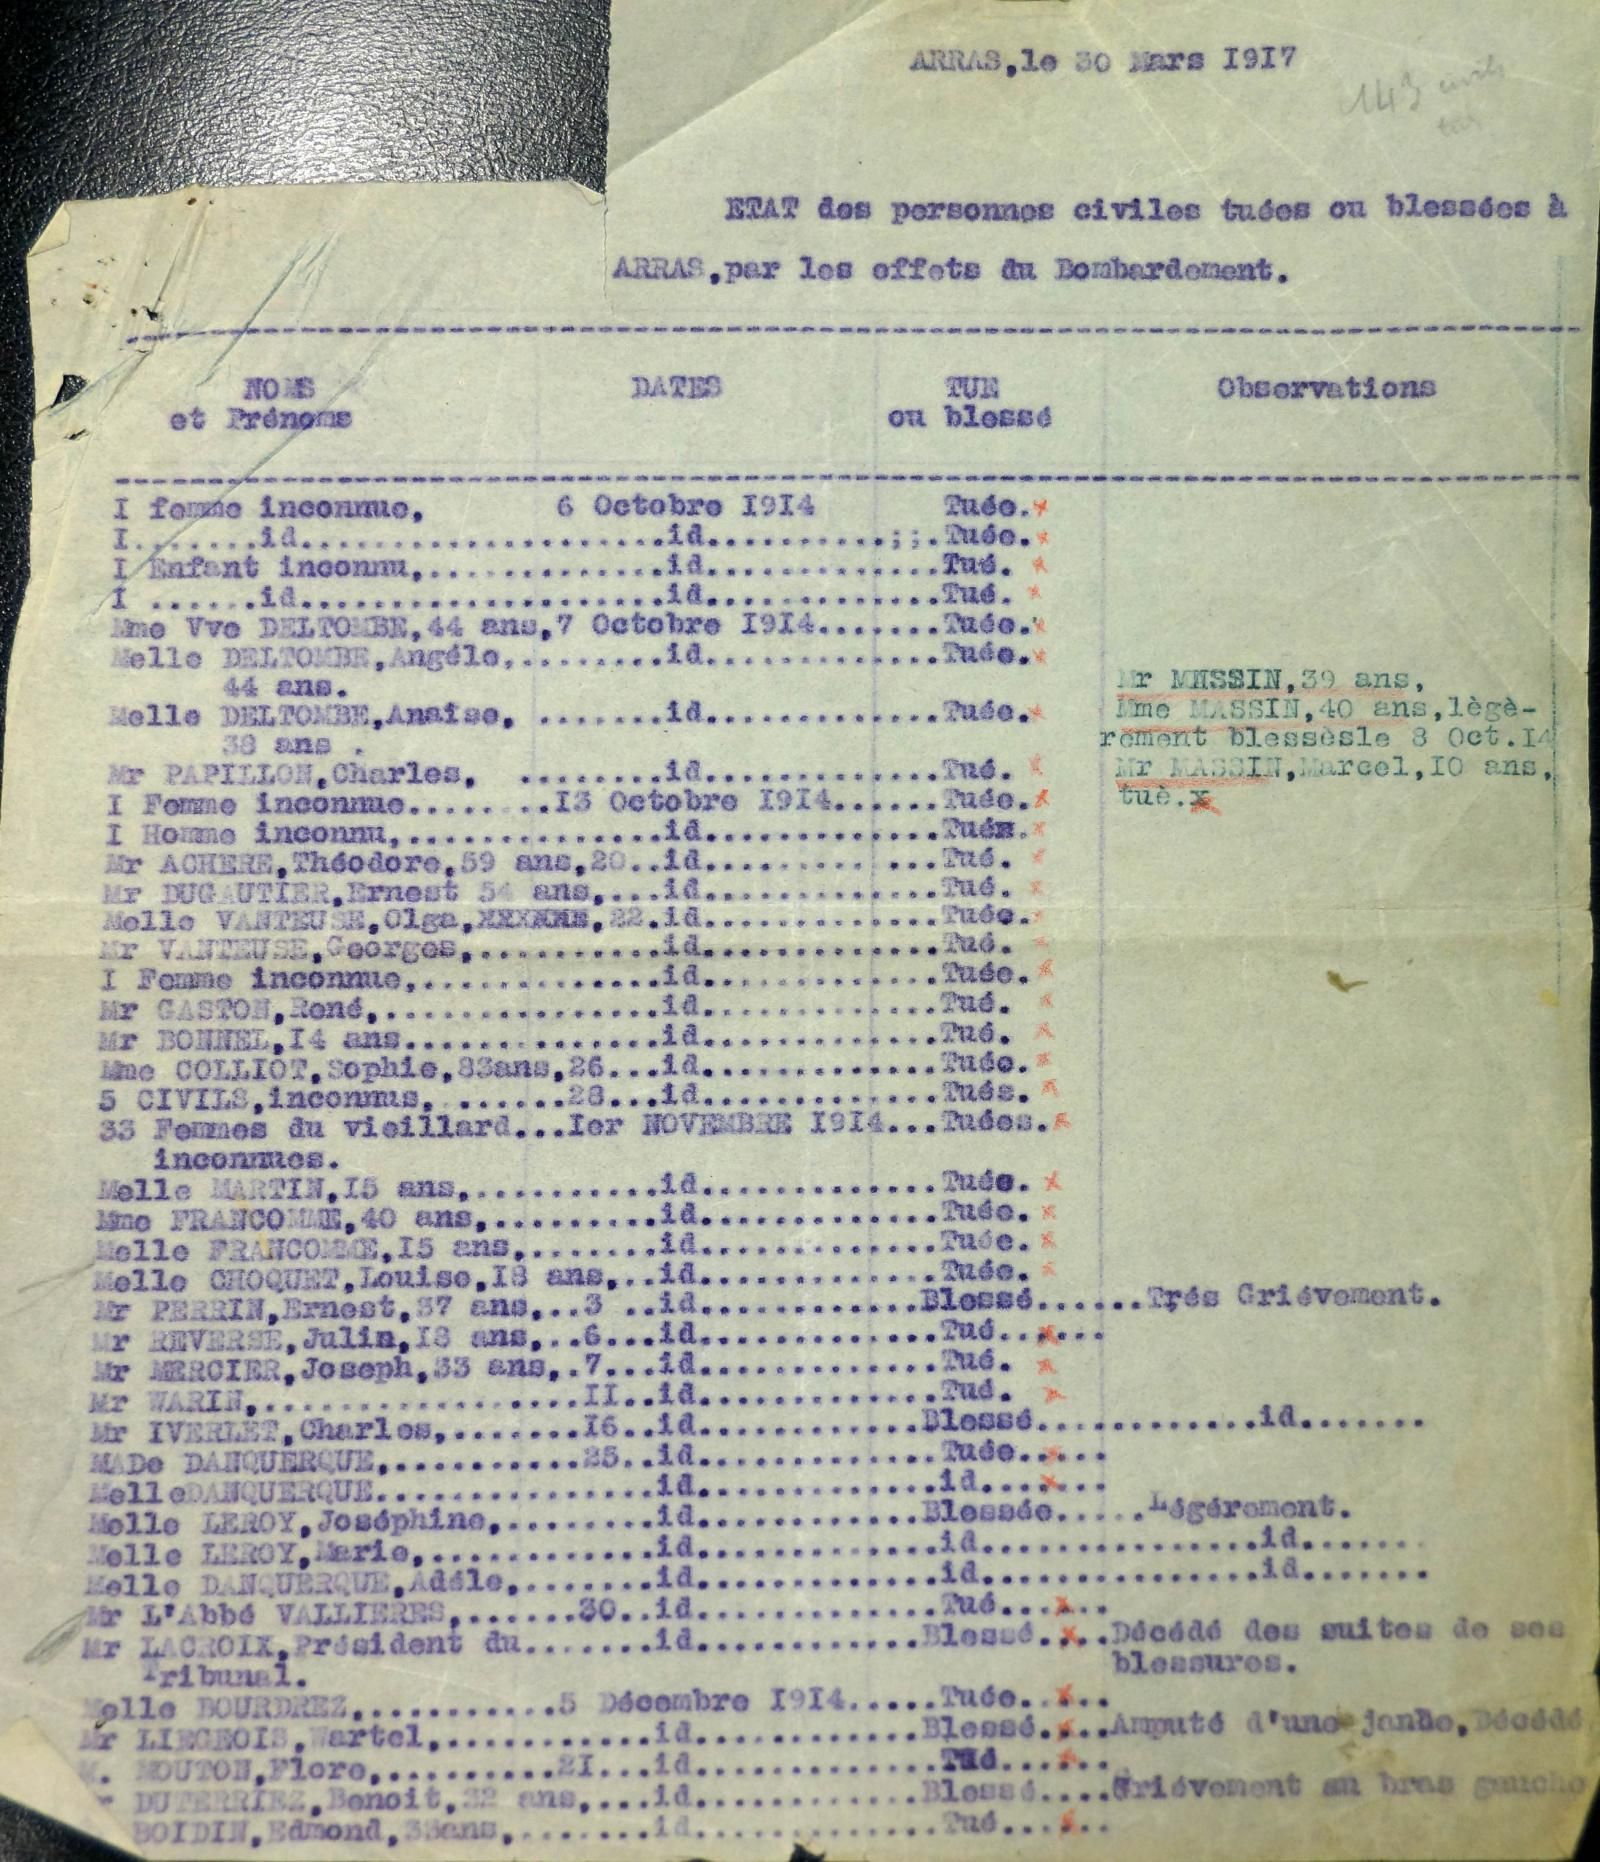 ARRAS,le 30 Mars I9I7
143 civils
tués
ETAT des personnes civiles tuées ou blessées à
ARRAS,par les effets du Bombardement.
NOMS DATES TUE Observations
et Prénoms ou blessé
I femme inconnue, 6 Octobre I9I4 Tuée.x
I.......id......................id...........;;.Tuée.x
I Enfant inconnu,...............id..............Tué. x
I .......id......................id..............Tué. x
Mme Vve DELTOMBE,44 ans,7 Octobre I9I4.......Tuée.x
Melle DELTOMBE,Angéle,..........id..............Tuée.x
44 ans.
Mr MESSIN,39 ans,
Melle DELTOMBE,Anaïse, ........id..............Tuée.x Mme MASSIN,40 ans,lègè-
38 ans . rement blessèsle 8 Oct.I4
Mr PAPILLON,Charles, .........id..............Tué. x Mr MASSIN,Marcel,I0 ans,
I Femme inconnue........I3 Octobre I9I4......Tuée.x tuè.x
I Homme inconnu,................id..............Tués.x
Mr ACHERE,Théodore,59 ans,20..id..............Tué. x
Mr DUGAUTIER,Ernest 54 ans,...id..............Tué. x
Melle VANTEUSE,Olga,XXXXXX,22.id..............Tuée.x
Mr VANTEUSE,Georges,...........id..............Tué. x
I Femme inconnue,..............id..............Tuée.x
Mr GASTON,René,................id..............Tué. x
Mr BONNEL,I4 ans...............id..............Tué. x
Mme COLLIOT,Sophie,83ans,26...id..............Tuée.x
5 CIVILS,inconnus, .......28...id..............Tués. x
33 Femmes du vieillard...Ier NOVEMBRE I9I4...Tuées.x
inconnues.
Melle MARTIN,I5 ans,...........id..............Tuée. x
Mme FRANCOMME,40 ans,..........id..............Tuée. x
Melle FRANCOMME,I5 ans,........id..............Tuée. x
Melle CHOQUET,Louise,I8 ans,...id..............Tuée. x
Mr PERRIN,Ernest,37 ans,..3 ..id.............Blessé......Trés Griévement.
Mr REVERSE,Julin,I8 ans,..6...id..............Tué...x...
Mr MERCIER,Joseph,33 ans,.7...id..............Tué. x
Mr WARIN,..................II..id..............Tué. x
Mr IVERLET,Charles,........I6..id.............Blessé............id.......
MADe DANQUERQUE,...........25..id..............Tuée..x...
MelleDANQUERQUE................id..............id....x...
Melle LEROY,Joséphine,.........id.............Blessée.....Légérement.
Melle LEROY,Marie,.............id..............id...............id.......
Melle DANQUERQUE,Adéle,........id..............id...............id.......
Mr L'Abbé VALLIERES,.......30..id..............Tué...x..
Mr LACROIX,Président du........id.............Blessé.x..Décédé des suites de ses
Tribunal. blessures.
Melle BOURDREZ,...........5 Décembre I9I4.....Tuée..x..
Mr LIEGEOIS,Wartel,............id.............Blessé.x..Amputé d'une jambe,Décédé
M. MOUTON,Flore,..........2I...id..............Tué...x..
r DUTERRIEZ,Benoit,32 ans,....id.............Blessé....Griévement au bras gauche
BOIDIN,Edmond,38ans,........id..............Tué...x..